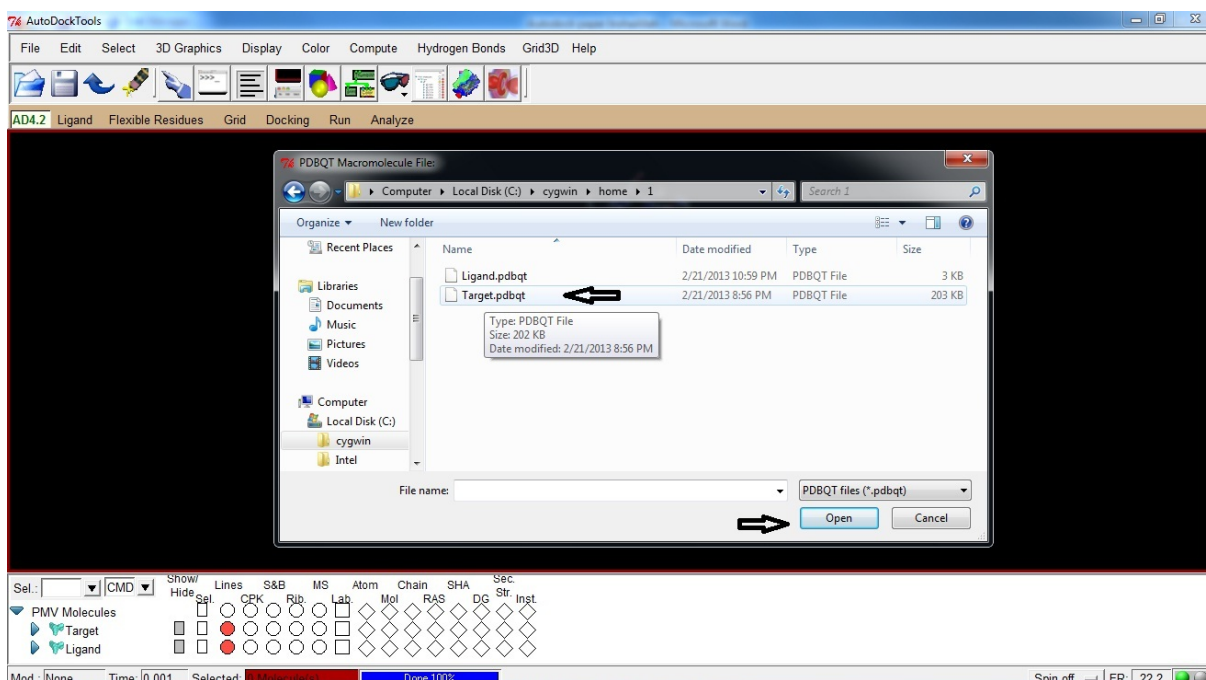 AutoDockTools
File Edit Select 3D Graphics Display Color Compute Hydrogen Bonds Grid3D Help
AD4.2 Ligand Flexible Residues Grid Docking Run Analyze
PDBQT Macromolecule File:
Computer Local Disk (C:) cygwin home 1 Search 1
Organize New folder
Recent Places Name Date modified Type Size
Ligand.pdbqt 2/21/2013 10:59 PM PDBQT File 3 KB
Libraries Target.pdbqt 2/21/2013 8:56 PM PDBQT File 203 KB
Documents
Music Type: PDBQT File
Pictures Size: 202 KB
Videos Date modified: 2/21/2013 8:56 PM
Computer
Local Disk (C:)
cygwin
Intel
File name: PDBQT files (*.pdbqt)
Open Cancel
Sel.: CMD Show/ Hide Sel. Lines CPK S&B Rib. MS Lab. Atom Mol Chain RAS SHA DG Sec. Str. Inst.
PMV Molecules
Target
Ligand
Mod.: None Time: 0.001 Selected: Done 100% Spin off FR: 22.2